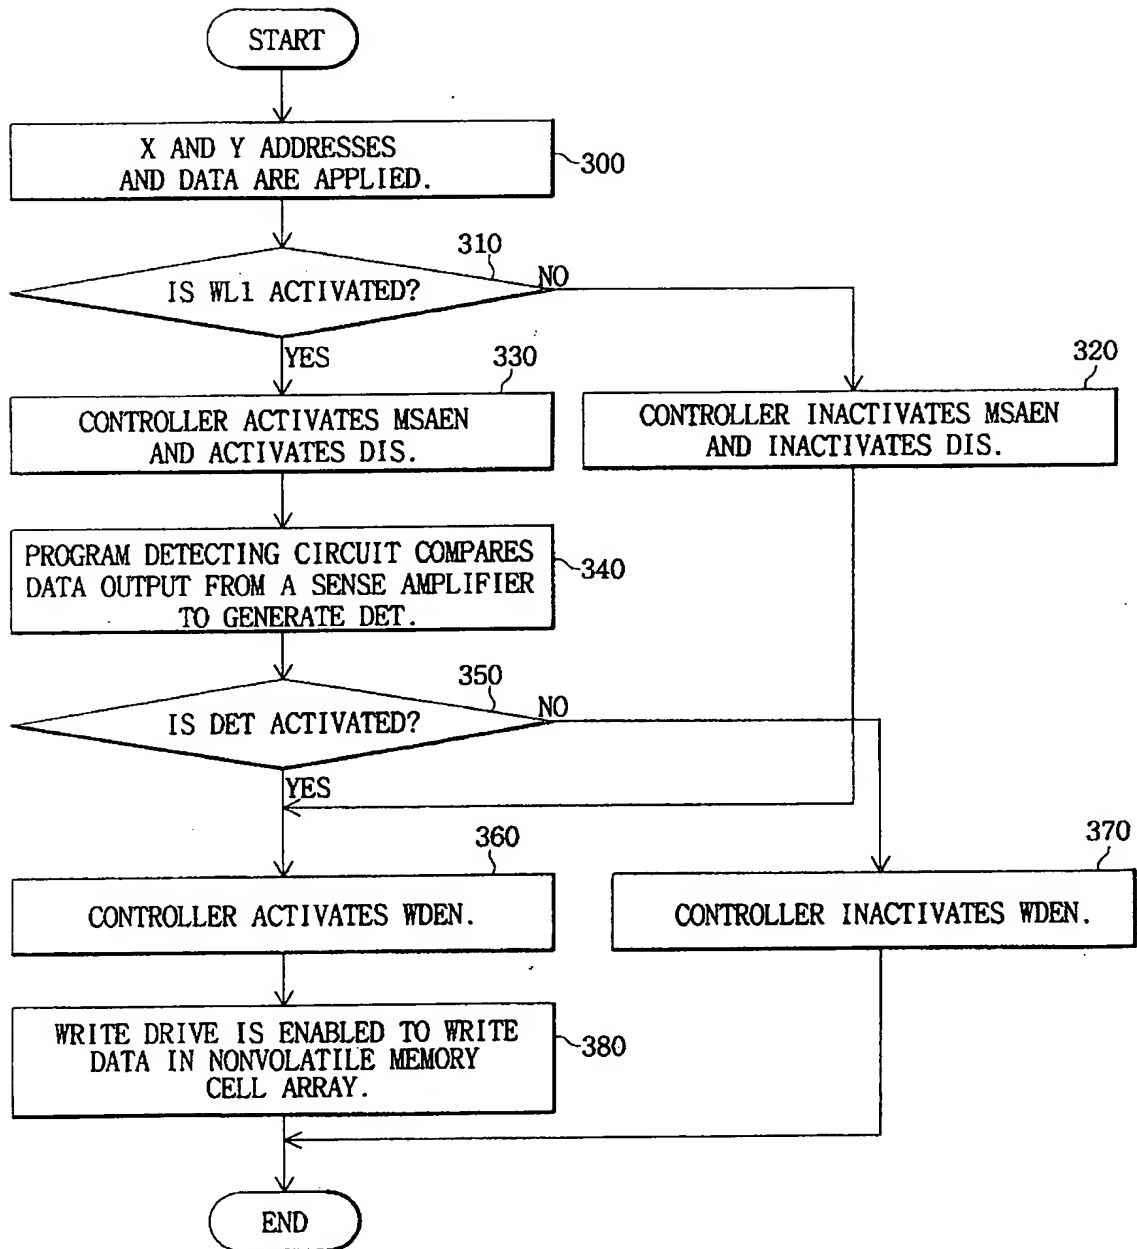 START
X AND Y ADDRESSES
AND DATA ARE APPLIED.
300
310
IS WL1 ACTIVATED?
NO
YES
330
CONTROLLER ACTIVATES MSAEN
AND ACTIVATES DIS.
320
CONTROLLER INACTIVATES MSAEN
AND INACTIVATES DIS.
PROGRAM DETECTING CIRCUIT COMPARES
DATA OUTPUT FROM A SENSE AMPLIFIER
TO GENERATE DET.
340
350
IS DET ACTIVATED?
NO
YES
360
CONTROLLER ACTIVATES WDEN.
370
CONTROLLER INACTIVATES WDEN.
WRITE DRIVE IS ENABLED TO WRITE
DATA IN NONVOLATILE MEMORY
CELL ARRAY.
380
END